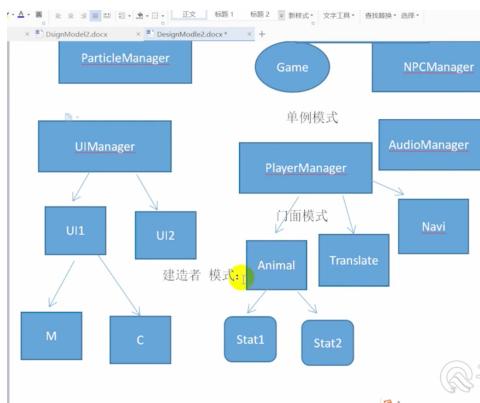 正文 标题 1 标题 2 新样式 文字工具 查找替换 选择
DsignModel2.docx DesignModle2.docx *
ParticleManager
Game
NPCManager
单例模式
UIManager
AudioManager
PlayerManager
门面模式
Navi
UI1
UI2
Animal
Translate
建造者 模式:
M
C
Stat1
Stat2